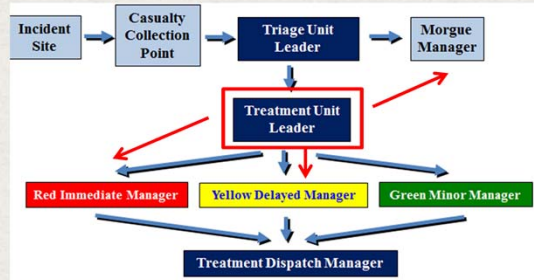 Incident
Site
Casualty
Collection
Point
Triage Unit
Leader
Morgue
Manager
Treatment Unit
Leader
Red Immediate Manager
Yellow Delayed Manager
Green Minor Manager
Treatment Dispatch Manager